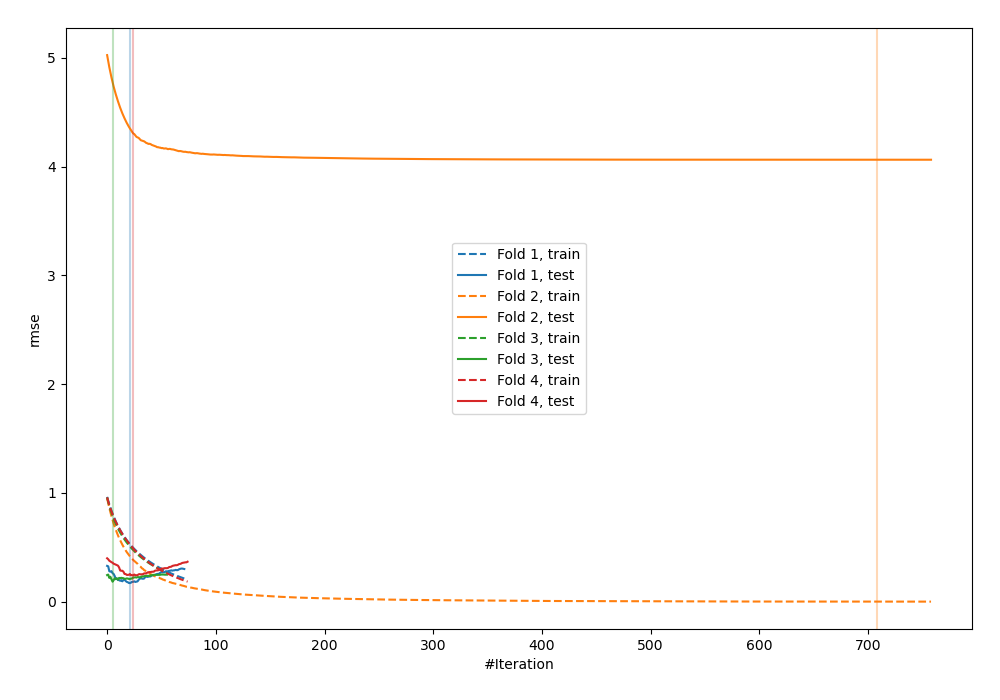 5
4
3
2
1
0
rmse
Fold 1, train
Fold 1, test
Fold 2, train
Fold 2, test
Fold 3, train
Fold 3, test
Fold 4, train
Fold 4, test
0 100 200 300 400 500 600 700
#Iteration